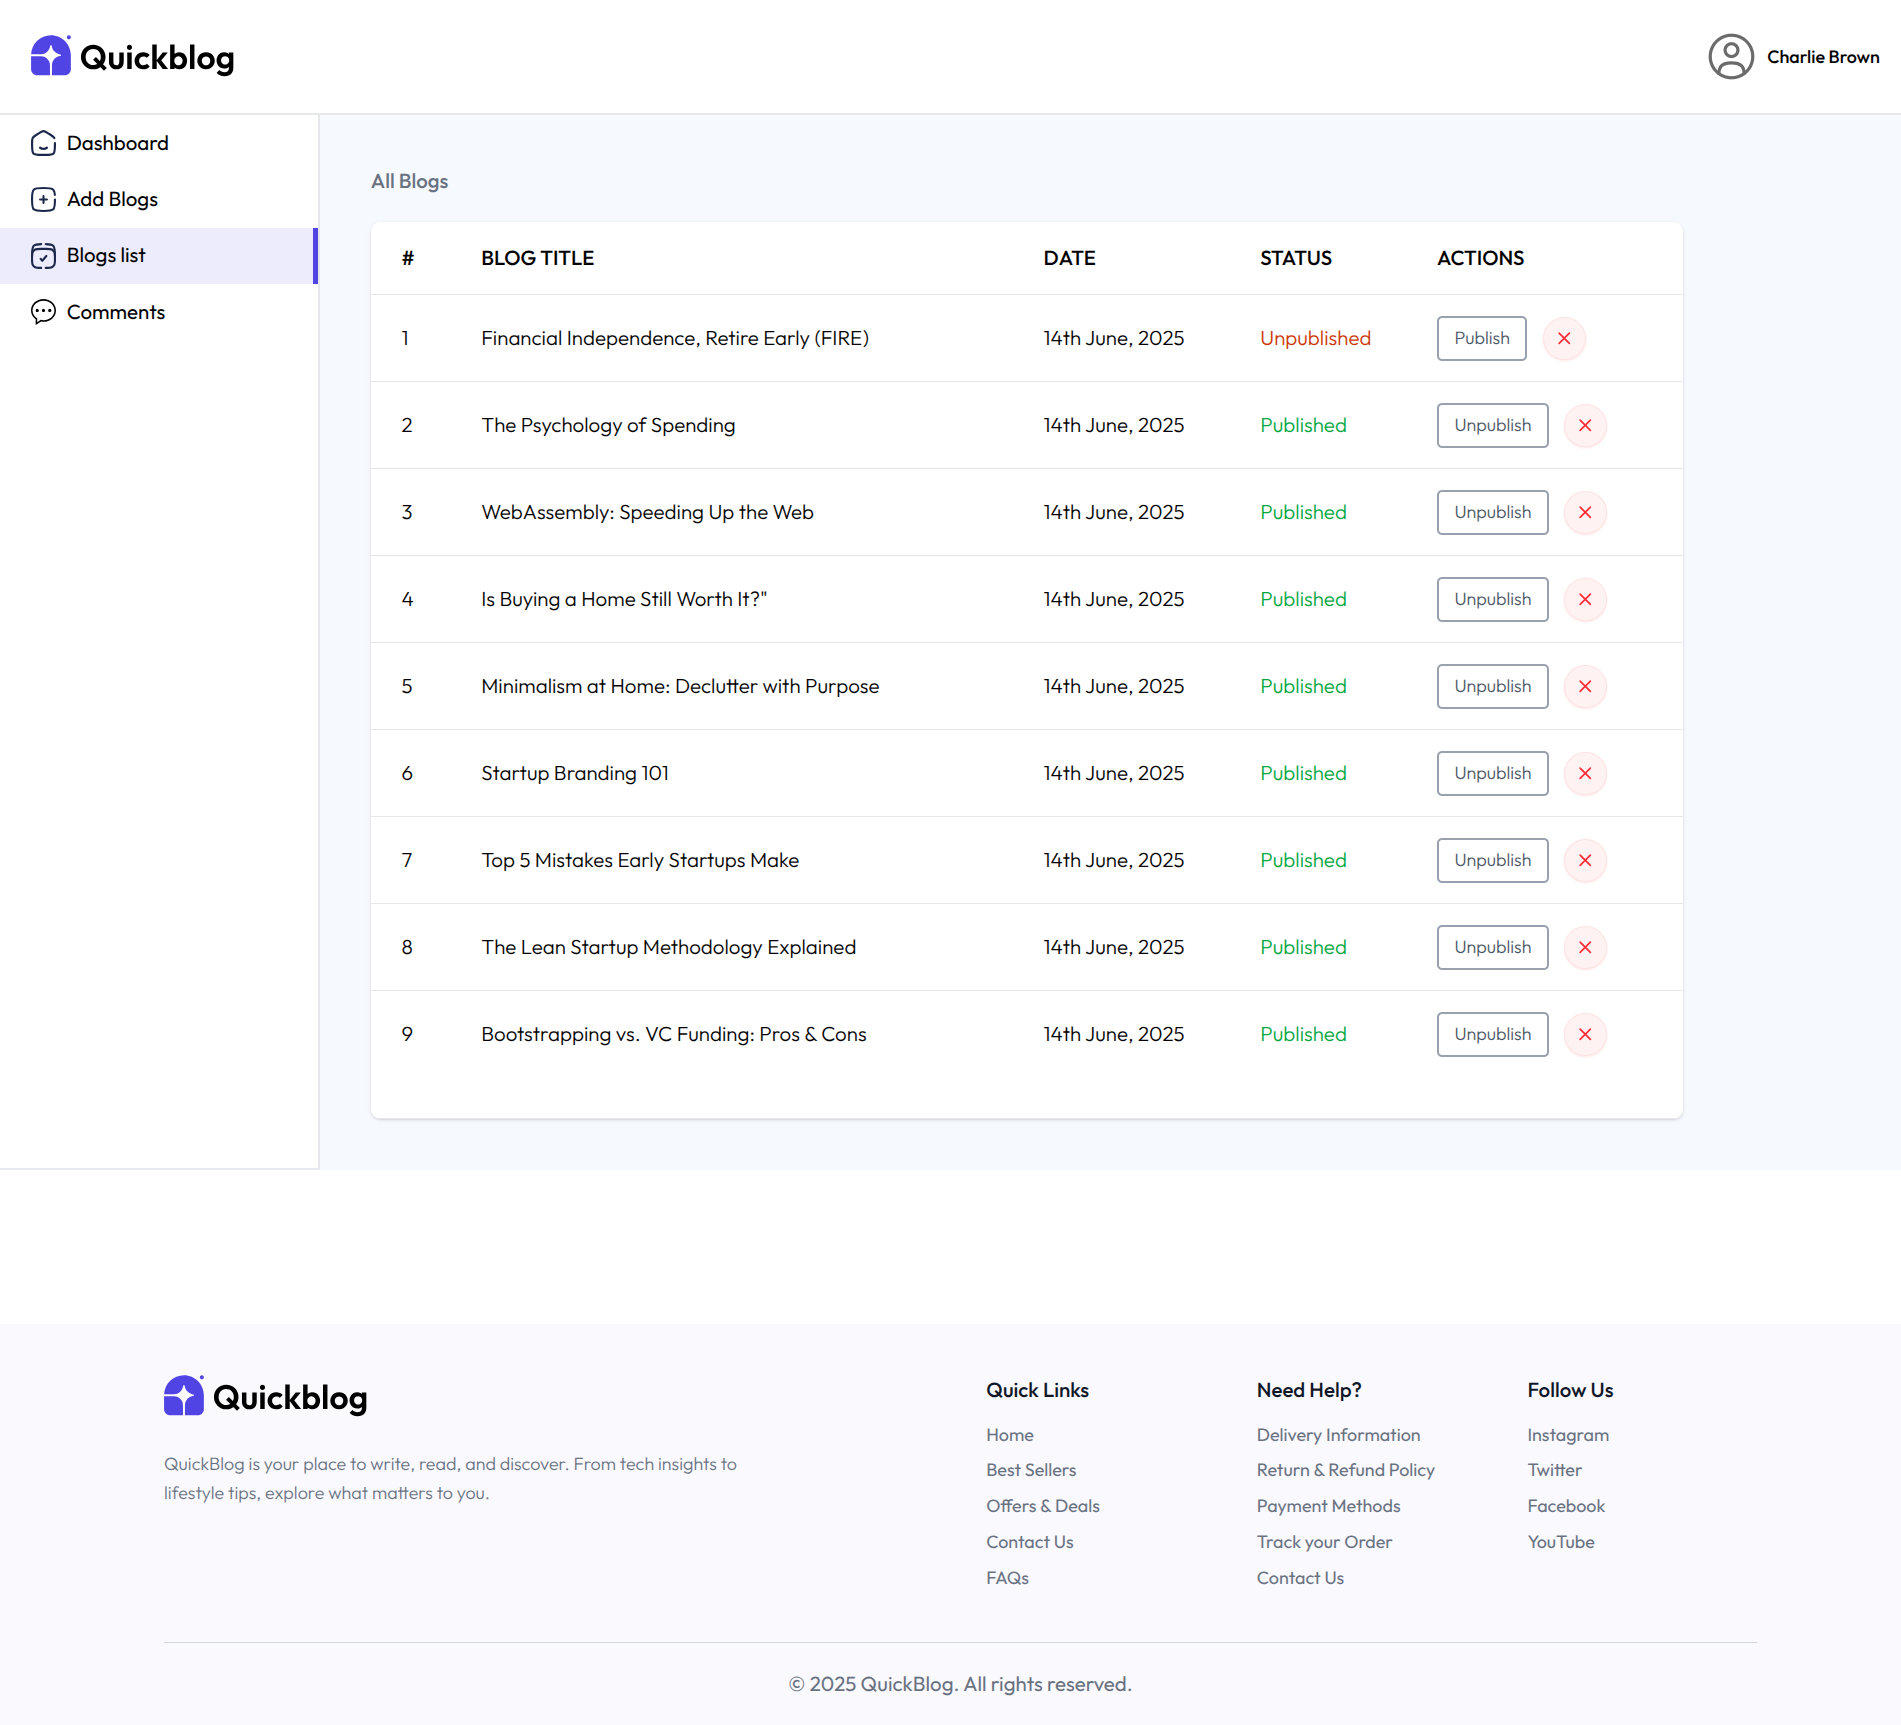 Quickblog
Charlie Brown
Dashboard
Add Blogs
Blogs list
Comments
All Blogs
# BLOG TITLE DATE STATUS ACTIONS
1 Financial Independence, Retire Early (FIRE) 14th June, 2025 Unpublished Publish
2 The Psychology of Spending 14th June, 2025 Published Unpublish
3 WebAssembly: Speeding Up the Web 14th June, 2025 Published Unpublish
4 Is Buying a Home Still Worth It?" 14th June, 2025 Published Unpublish
5 Minimalism at Home: Declutter with Purpose 14th June, 2025 Published Unpublish
6 Startup Branding 101 14th June, 2025 Published Unpublish
7 Top 5 Mistakes Early Startups Make 14th June, 2025 Published Unpublish
8 The Lean Startup Methodology Explained 14th June, 2025 Published Unpublish
9 Bootstrapping vs. VC Funding: Pros & Cons 14th June, 2025 Published Unpublish
Quickblog
QuickBlog is your place to write, read, and discover. From tech insights to
lifestyle tips, explore what matters to you.
Quick Links
Home
Best Sellers
Offers & Deals
Contact Us
FAQs
Need Help?
Delivery Information
Return & Refund Policy
Payment Methods
Track your Order
Contact Us
Follow Us
Instagram
Twitter
Facebook
YouTube
© 2025 QuickBlog. All rights reserved.